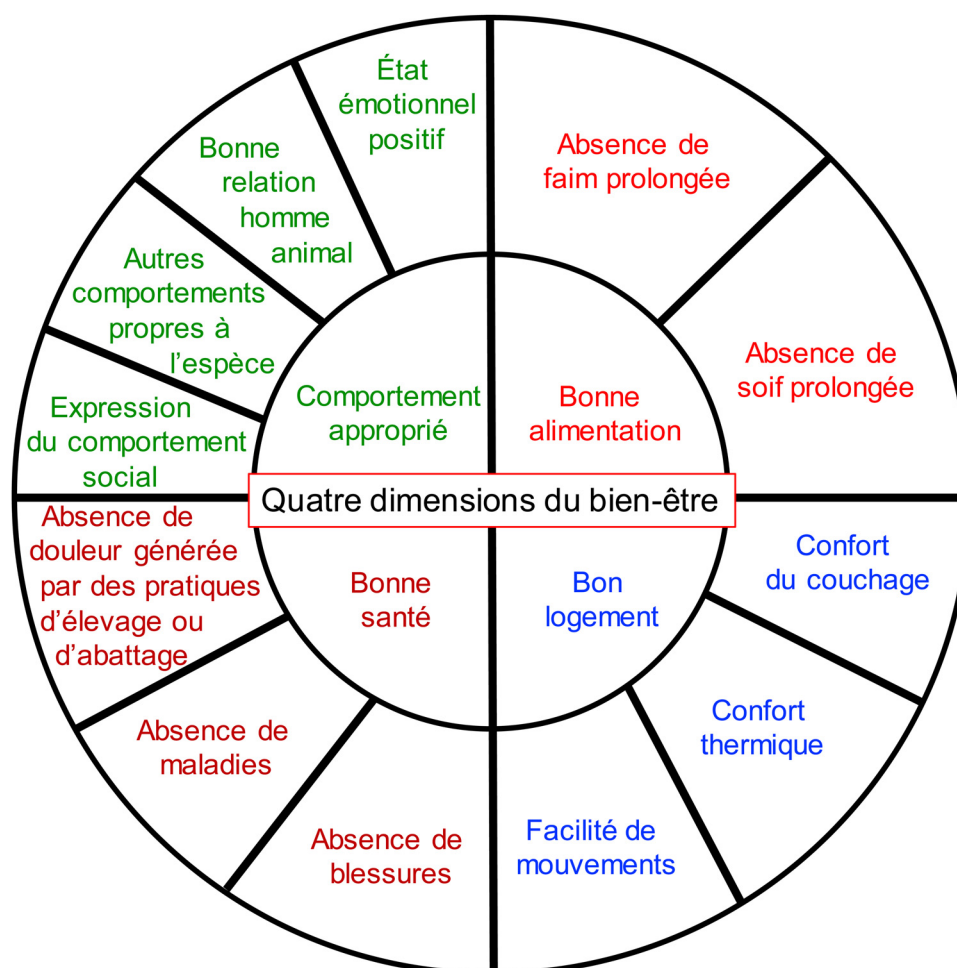 État
émotionnel
positif
Bonne
relation
homme
animal
Autres
comportements
propres à
l'espèce
Expression
du comportement
social
Absence de
faim prolongée
Absence de
soif prolongée
Comportement
approprié
Bonne
alimentation
Quatre dimensions du bien-être
Bonne
santé
Bon
logement
Absence de
douleur générée
par des pratiques
d'élevage ou
d'abattage
Absence de
maladies
Absence de
blessures
Confort
du couchage
Confort
thermique
Facilité de
mouvements